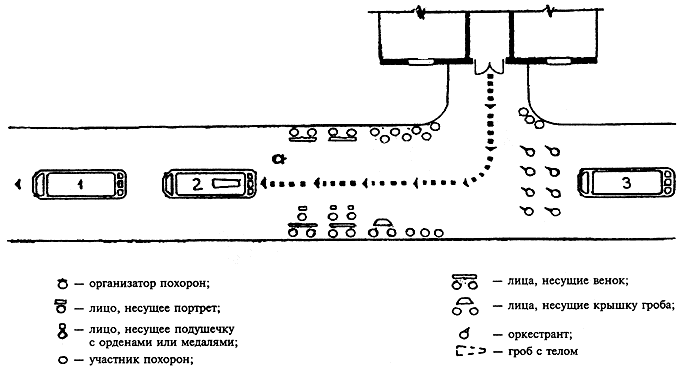 1
2
3
— организатор похорон;
— лицо, несущее портрет;
— лицо, несущее подушечку
с орденами или медалями;
— участник похорон;
— лица, несущие венок;
— лица, несущие крышку гроба;
— оркестрант;
— гроб с телом